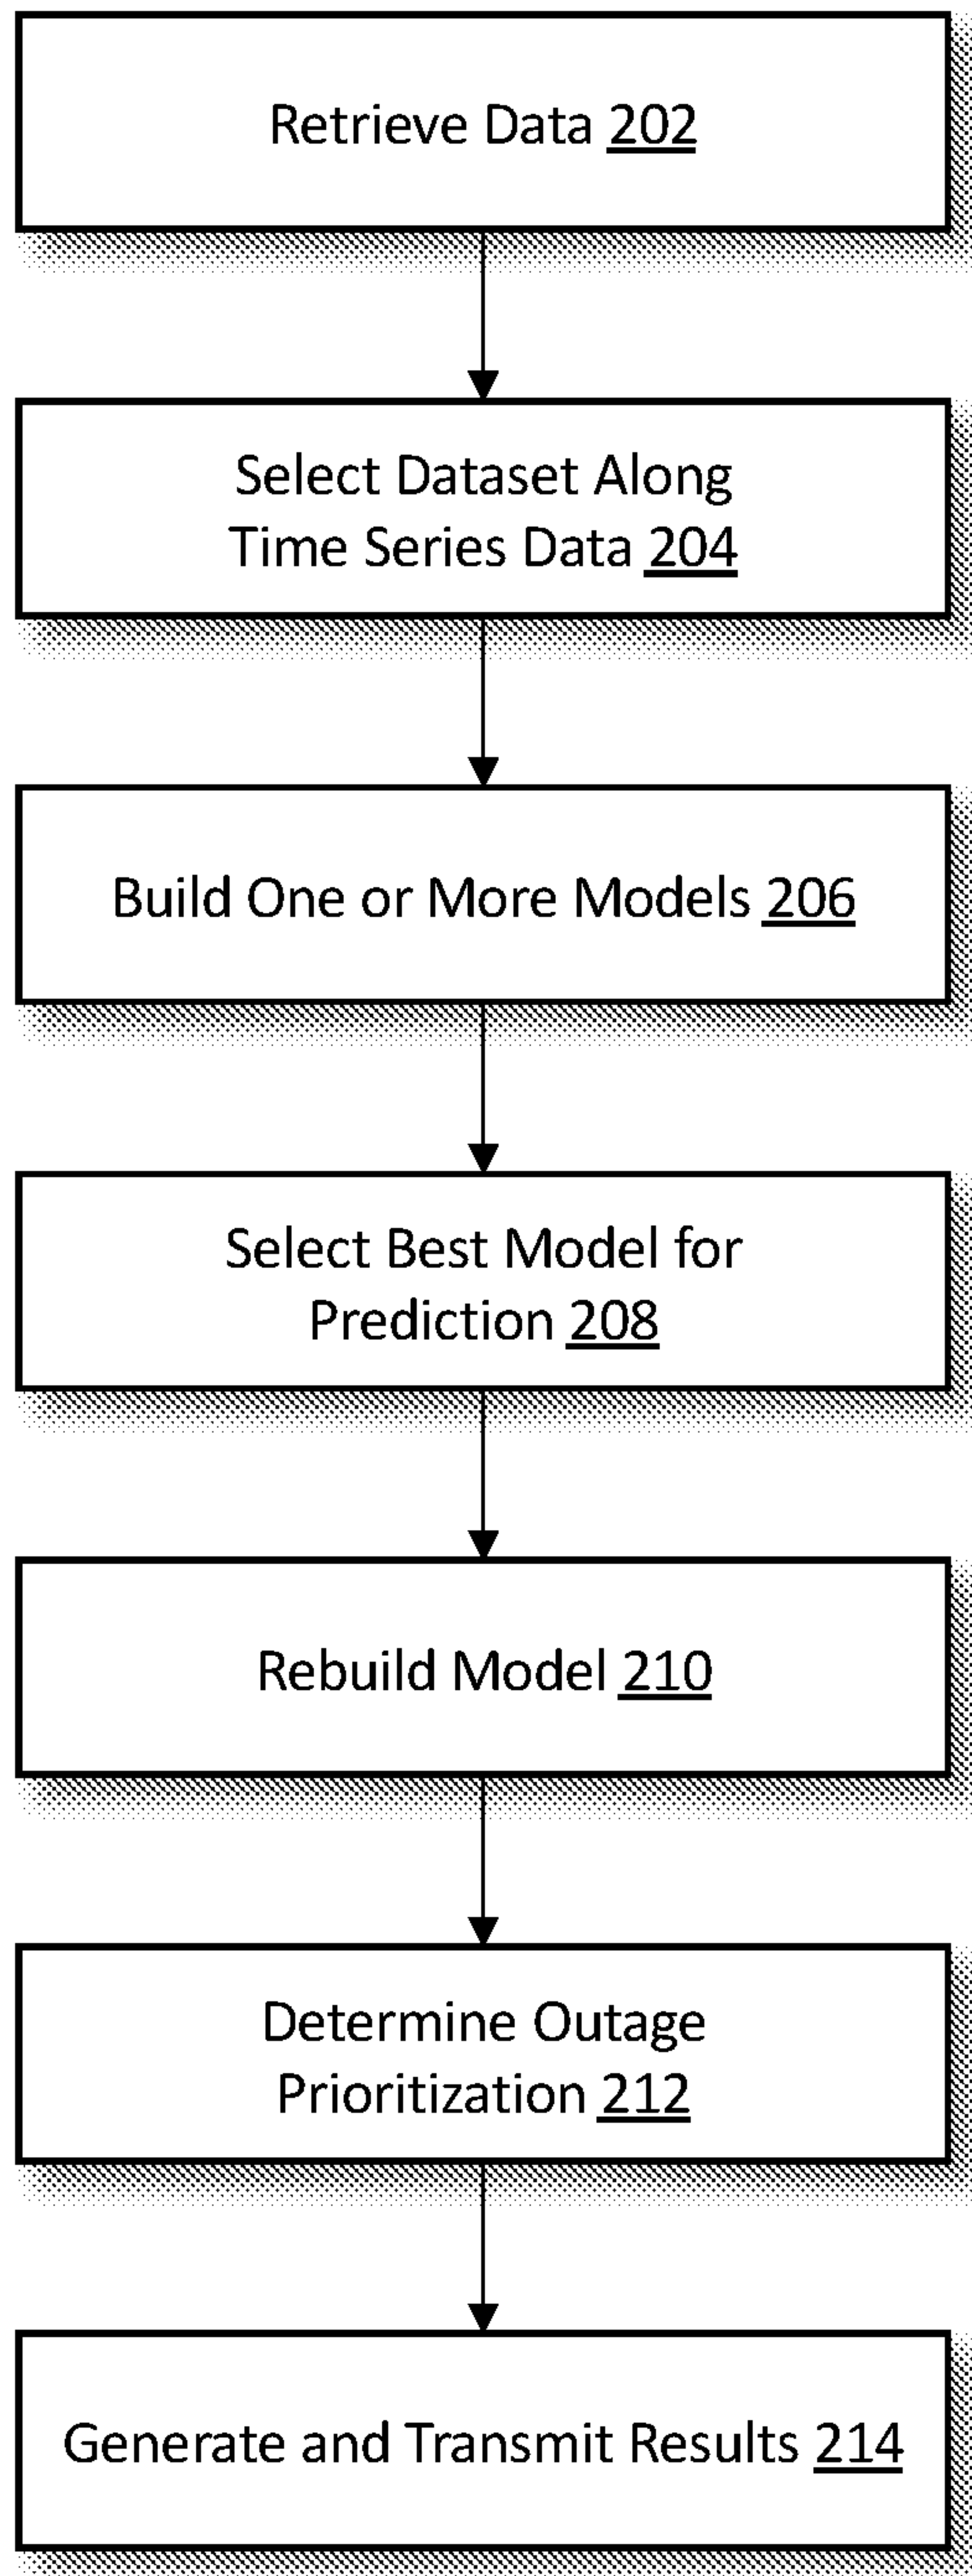 Retrieve Data 202
Select Dataset Along
Time Series Data 204
Build One or More Models 206
Select Best Model for
Prediction 208
Rebuild Model 210
Determine Outage
Prioritization 212
Generate and Transmit Results 214